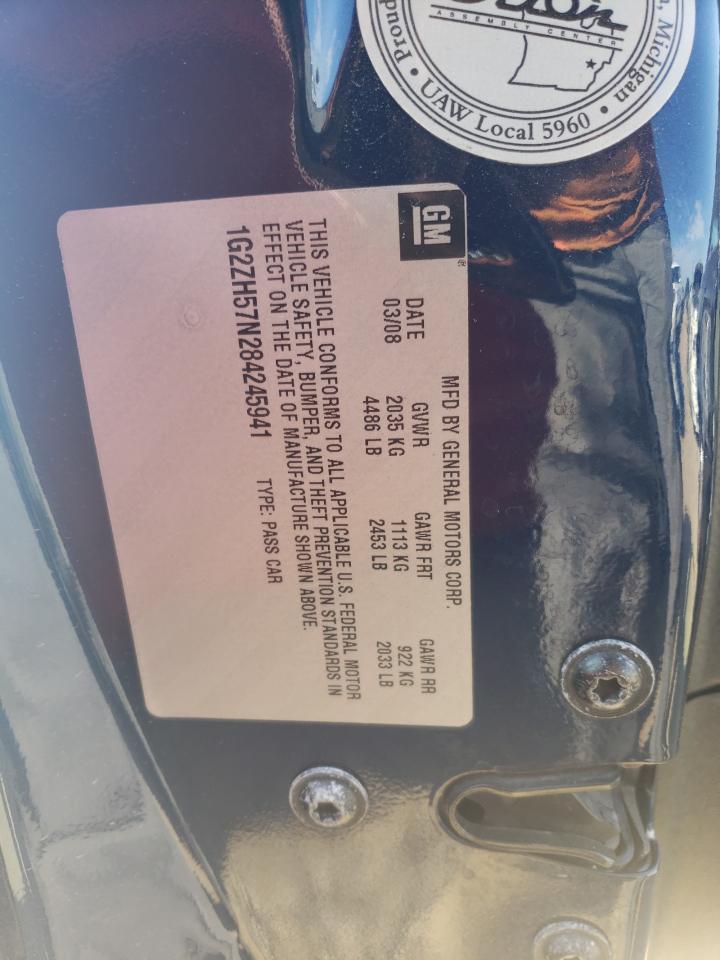 GM
MFD BY GENERAL MOTORS CORP.
DATE GVWR GAWR FRT GAWR RR
03/08 2035 KG 1113 KG 922 KG
4486 LB 2453 LB 2033 LB
THIS VEHICLE CONFORMS TO ALL APPLICABLE U.S. FEDERAL MOTOR
VEHICLE SAFETY, BUMPER, AND THEFT PREVENTION STANDARDS IN
EFFECT ON THE DATE OF MANUFACTURE SHOWN ABOVE.
1G2ZH57N284245941 TYPE: PASS CAR
ASSEMBLY CENTER
• UAW Local 5960 •
Michigan